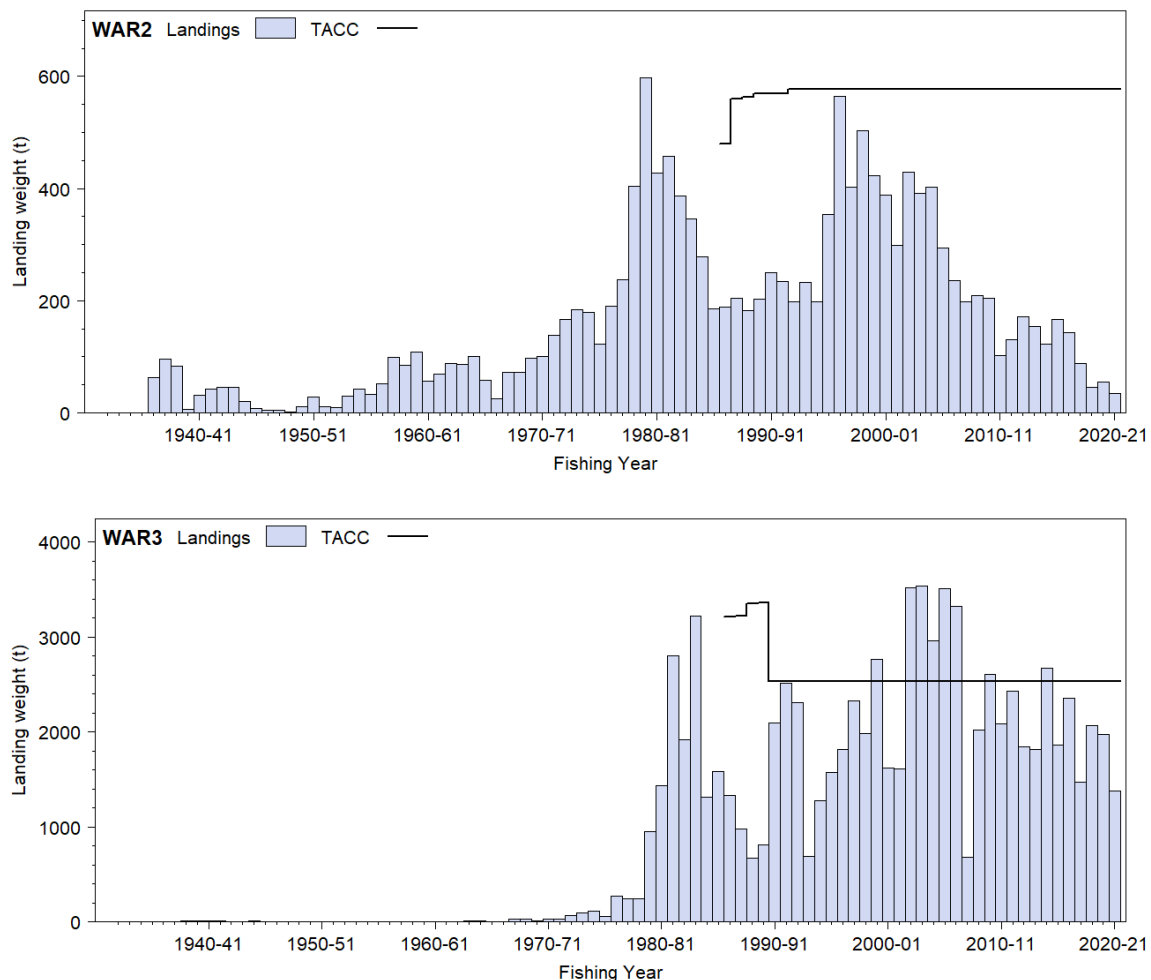 WAR2 Landings TACC
600
400
200
0
Landing weight (t)
1940-41 1950-51 1960-61 1970-71 1980-81 1990-91 2000-01 2010-11 2020-21
Fishing Year
WAR3 Landings TACC
4000
3000
2000
1000
0
Landing weight (t)
1940-41 1950-51 1960-61 1970-71 1980-81 1990-91 2000-01 2010-11 2020-21
Fishing Year